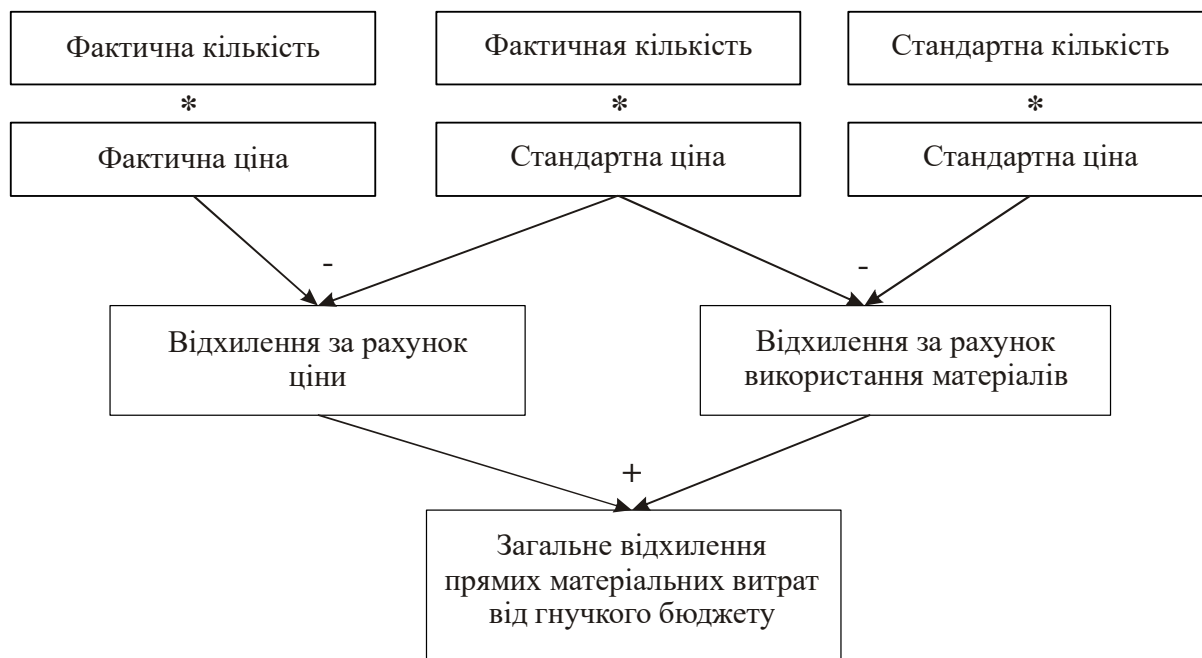 Фактична кількість
Фактичная кількість
Стандартна кількість
*
*
*
Фактична ціна
Стандартна ціна
Стандартна ціна
-
-
Відхилення за рахунок
ціни
Відхилення за рахунок
використання матеріалів
+
Загальне відхилення
прямих матеріальних витрат
від гнучкого бюджету